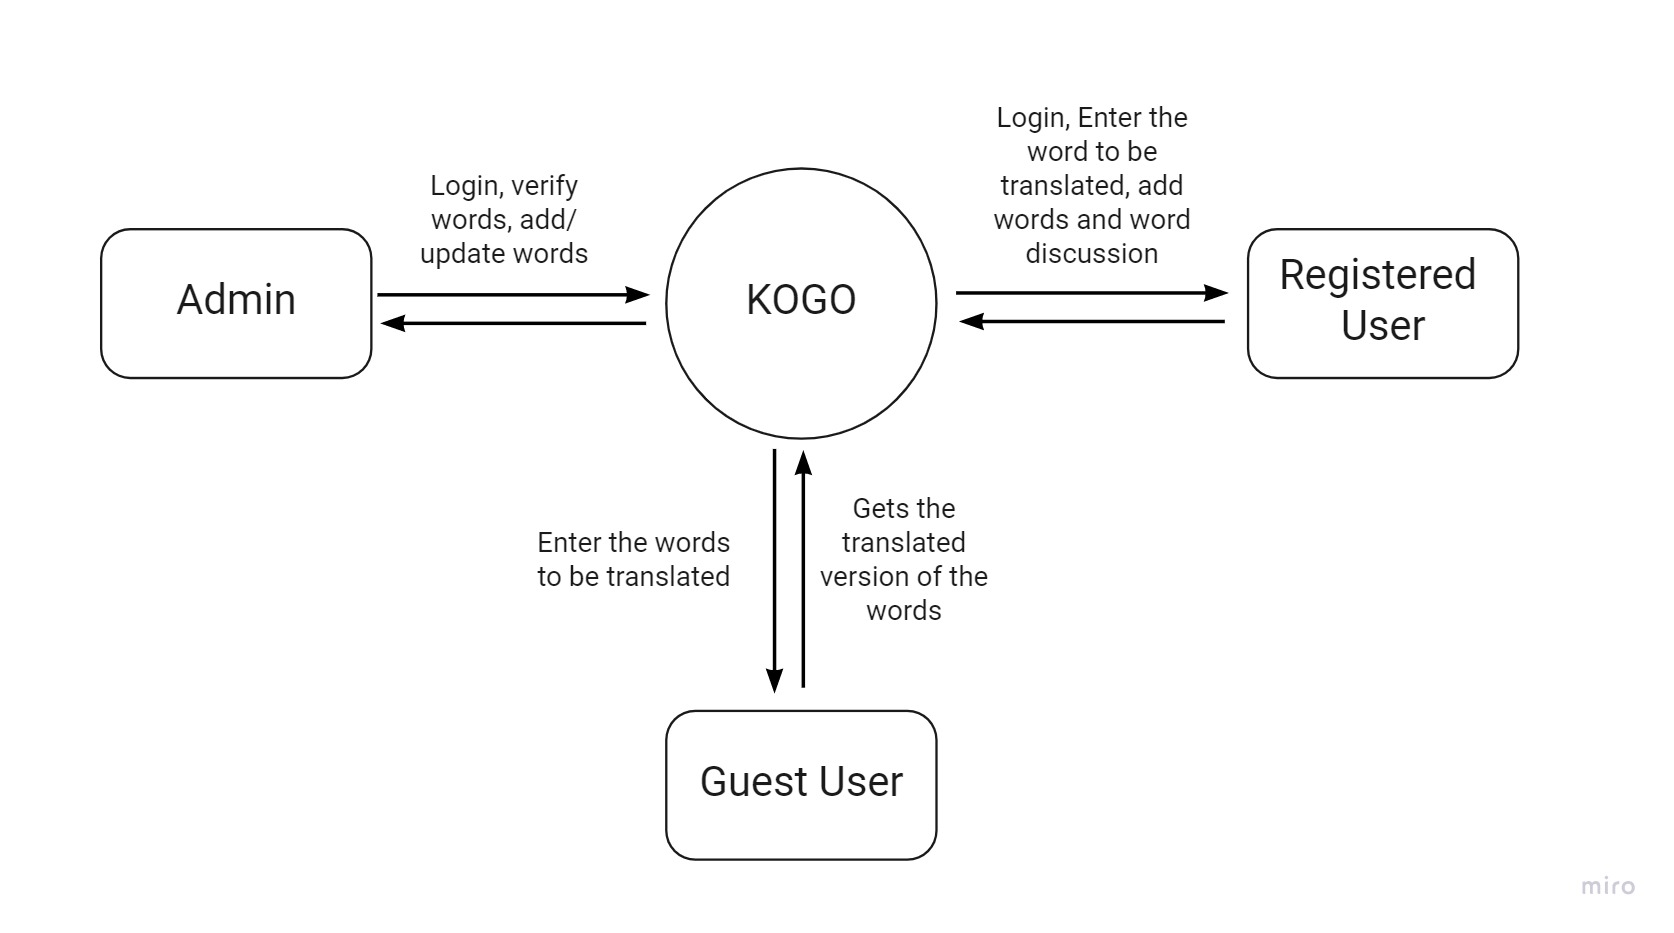 Login, Enter the
word to be
translated, add
words and word
discussion
Login, verify
words, add/
update words
Admin
KOGO
Registered
User
Enter the words
to be translated
Gets the
translated
version of the
words
Guest User
miro